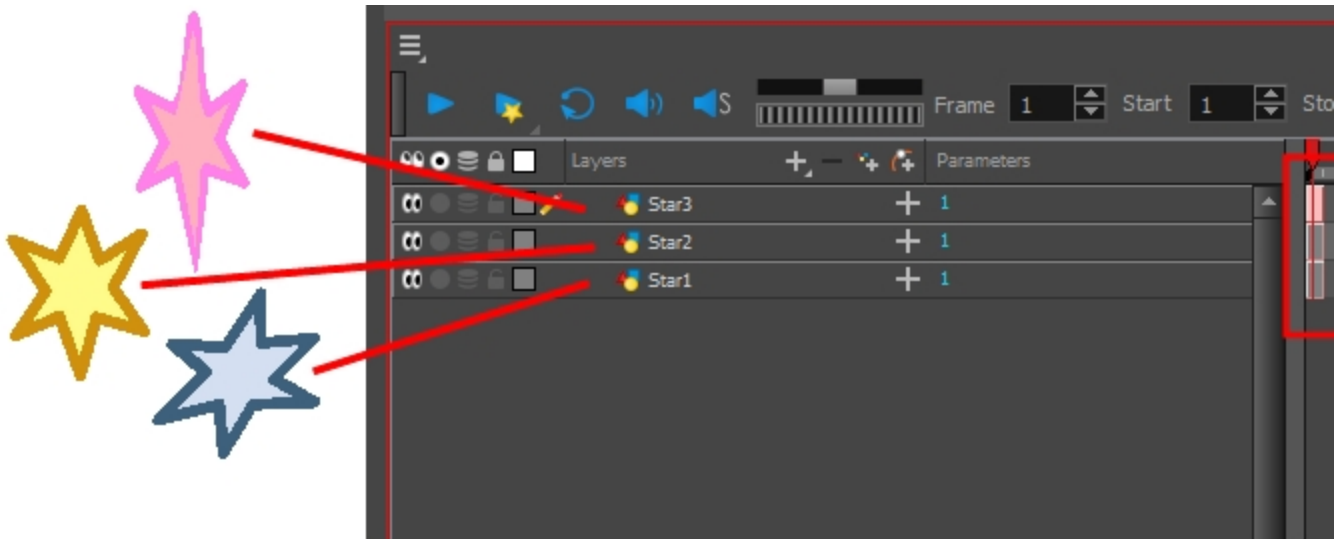 S Frame 1 Start 1 Sto
Layers Parameters
Star3 1
Star2 1
Star1 1